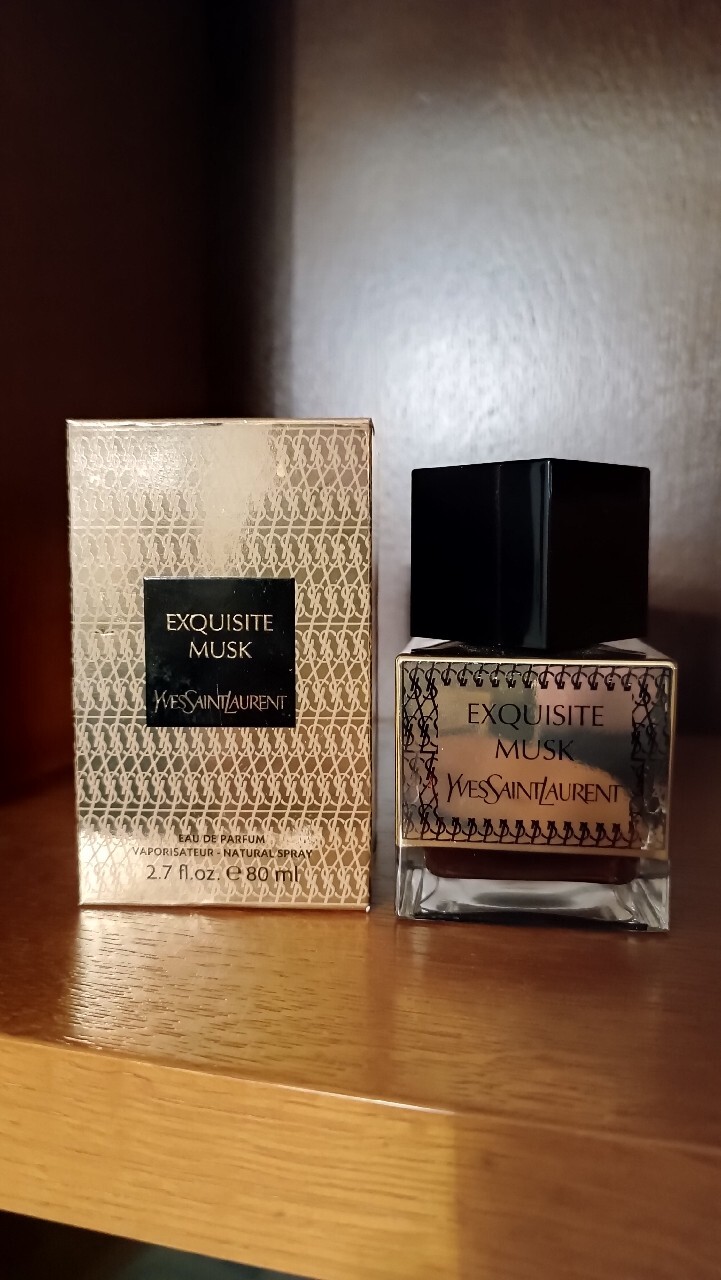 EXQUISITE
MUSK
YVESSAINTLAURENT
EAU DE PARFUM
VAPORISATEUR - NATURAL SPRAY
2.7 fl.oz. e 80 ml
EXQUISITE
MUSK
YVESSAINTLAURENT